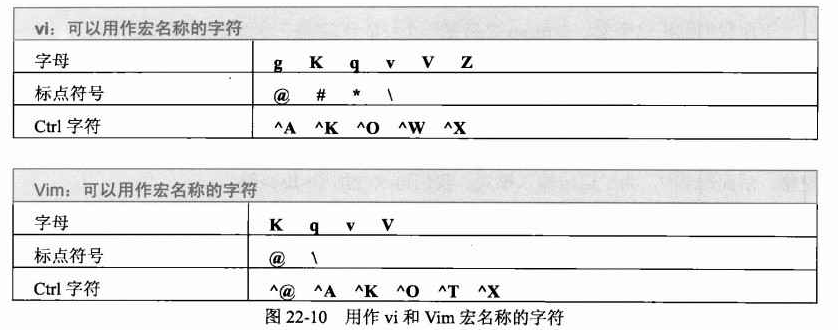 vi：可以用作宏名称的字符
字母 g K q v V Z
标点符号 @ # * \
Ctrl 字符 ^A ^K ^O ^W ^X
Vim：可以用作宏名称的字符
字母 K q v V
标点符号 @ \
Ctrl 字符 ^@ ^A ^K ^O ^T ^X
图 22-10 用作 vi 和 Vim 宏名称的字符